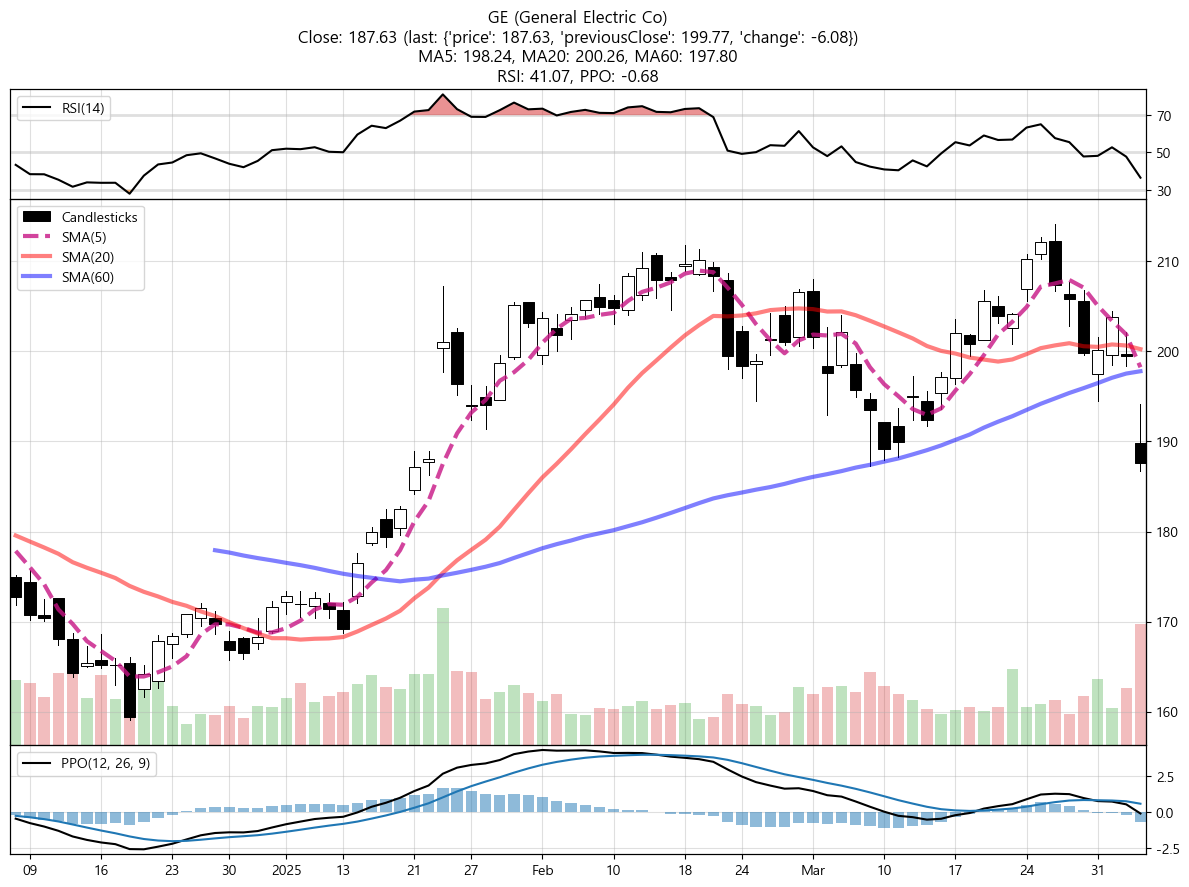 GE (General Electric Co)
Close: 187.63 (last: {'price': 187.63, 'previousClose': 199.77, 'change': -6.08})
MA5: 198.24, MA20: 200.26, MA60: 197.80
RSI: 41.07, PPO: -0.68
RSI(14)
70
50
30
Candlesticks
SMA(5)
SMA(20)
SMA(60)
210
200
190
180
170
160
PPO(12, 26, 9)
2.5
0.0
-2.5
09 16 23 30 2025 13 21 27 Feb 10 18 24 Mar 10 17 24 31